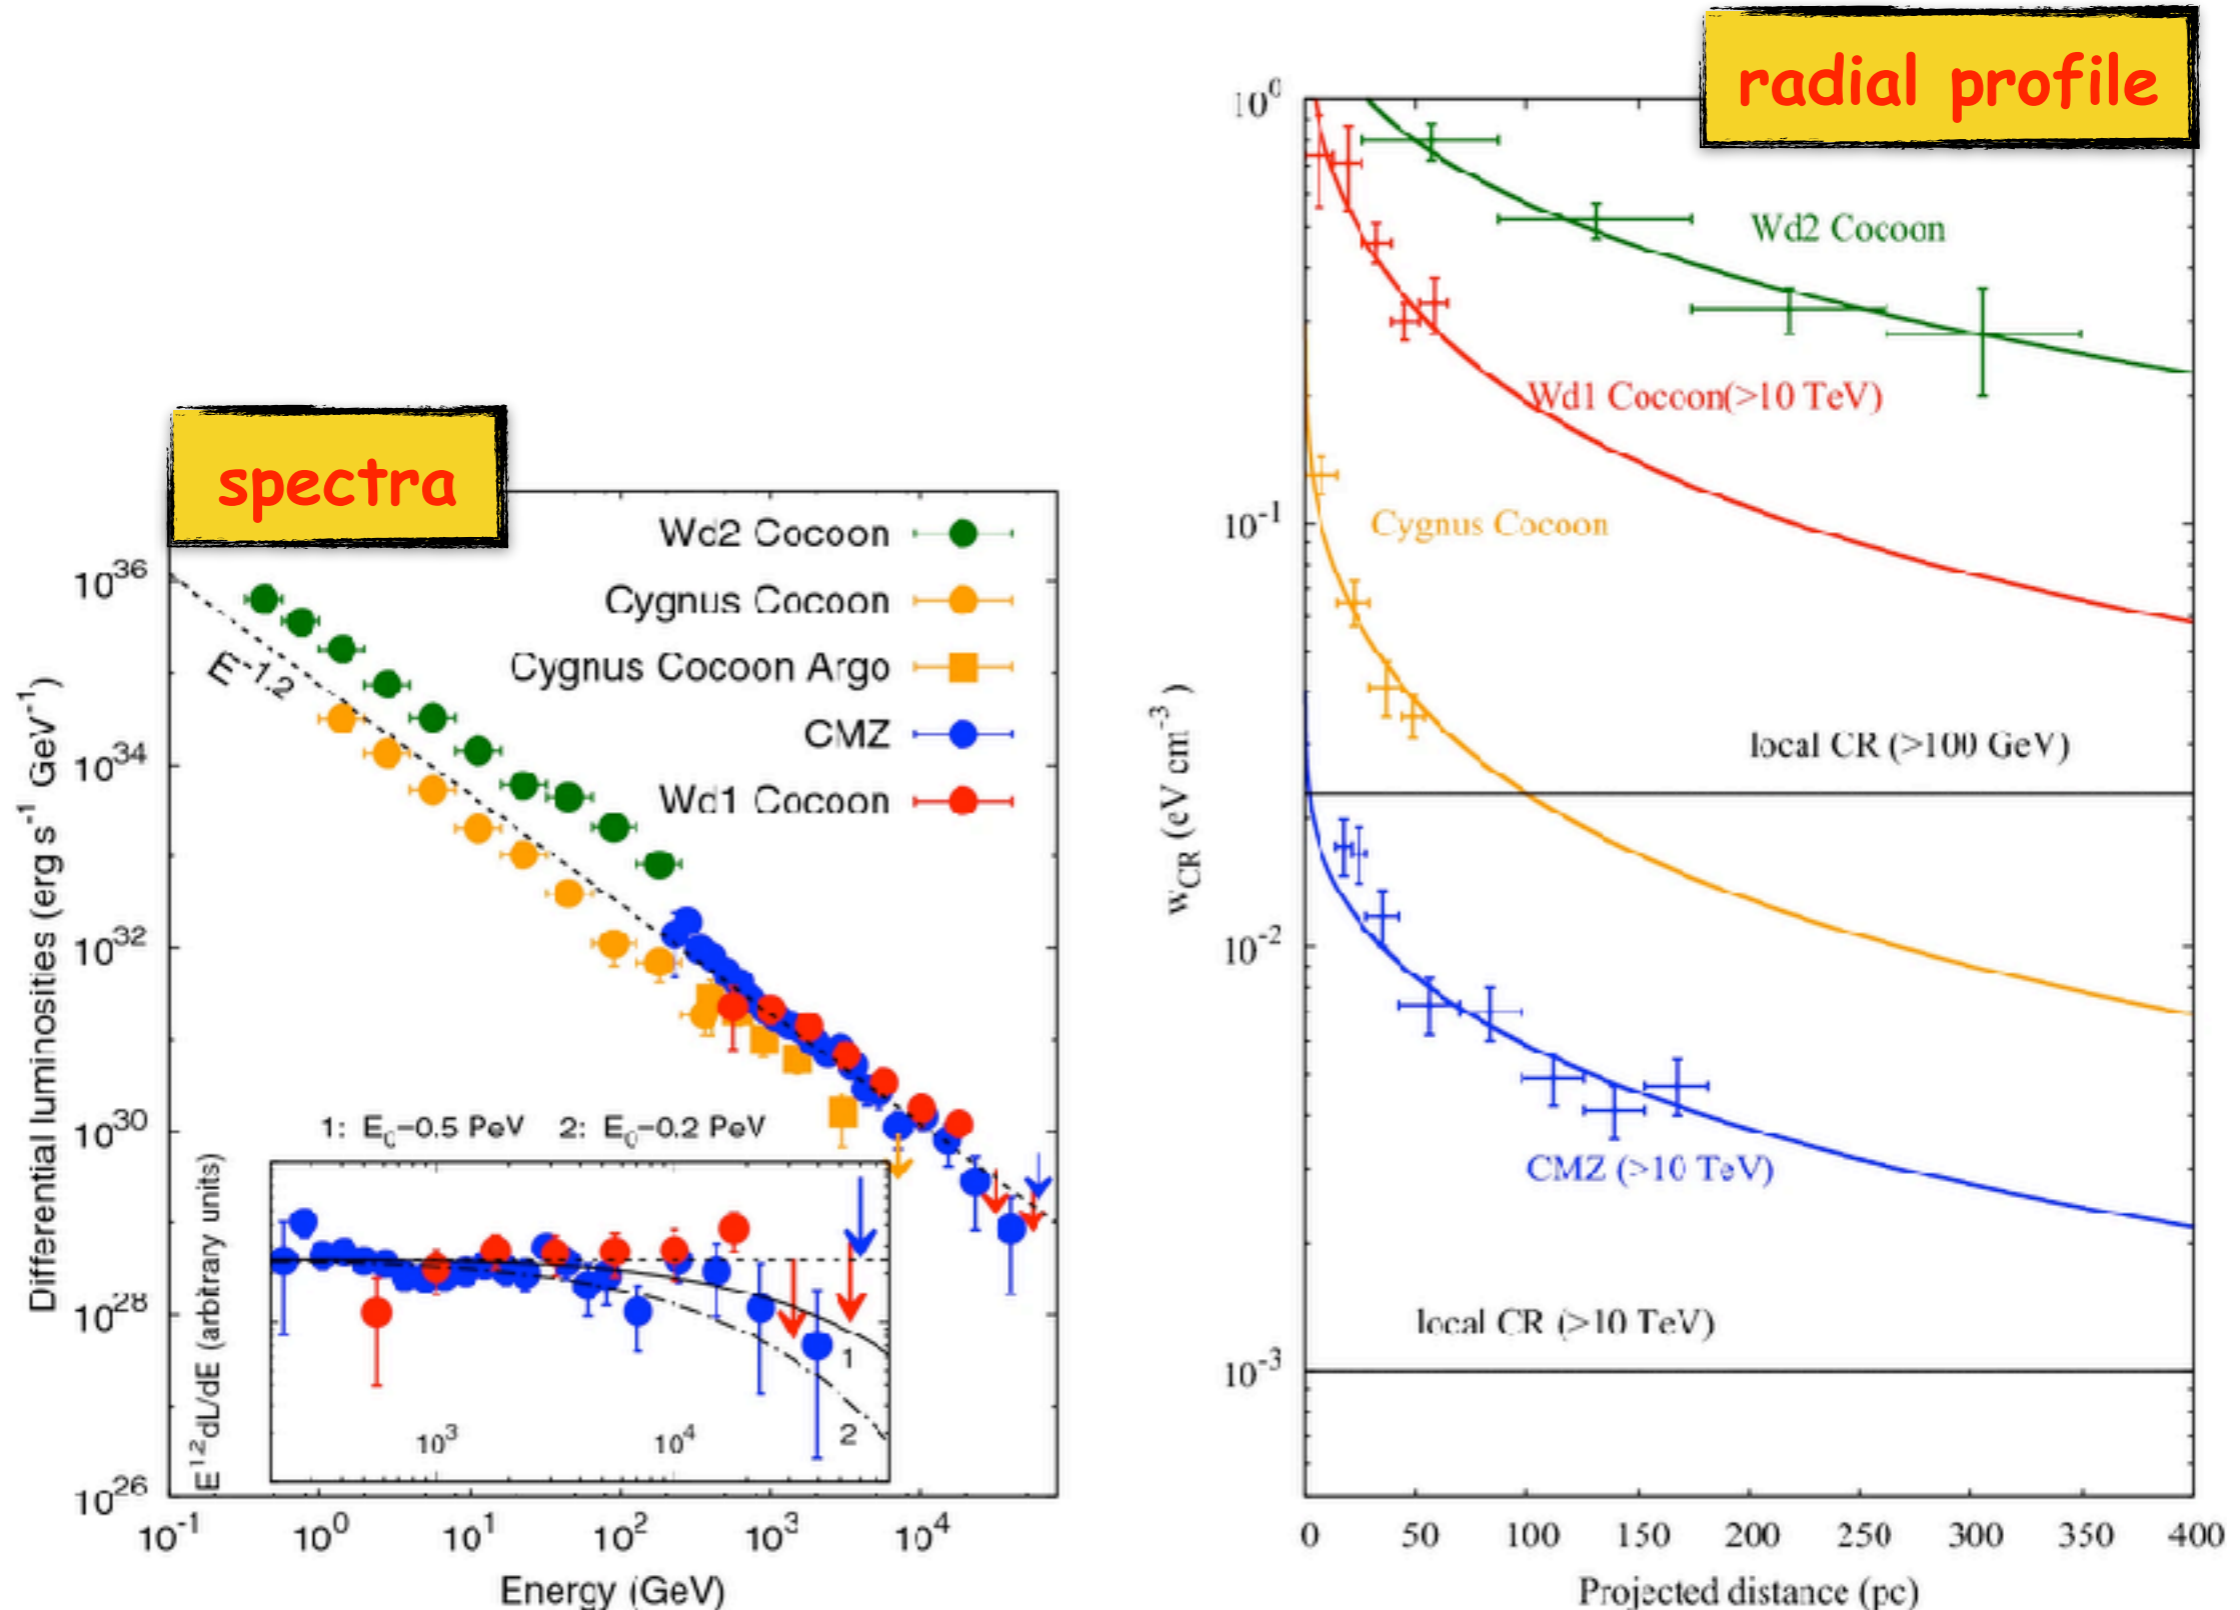 spectra
Wd2 Cocoon
Cygnus Cocoon
Cygnus Cocoon Argo
CMZ
Wd1 Cocoon
E^-1.2
Differential luminosities (erg s^-1 GeV^-1)
10^36
10^34
10^32
10^30
10^28
10^26
1: E_0-0.5 PeV 2: E_0-0.2 PeV
E^1.2 dL/dE (arbitrary units)
1
2
10^3 10^4
10^-1 10^0 10^1 10^2 10^3 10^4
Energy (GeV)
radial profile
10^0
10^-1
10^-2
10^-3
w_CR (eV cm^-3)
Wd2 Cocoon
Wd1 Cocoon(>10 TeV)
Cygnus Cocoon
local CR (>100 GeV)
CMZ (>10 TeV)
local CR (>10 TeV)
0 50 100 150 200 250 300 350 400
Projected distance (pc)